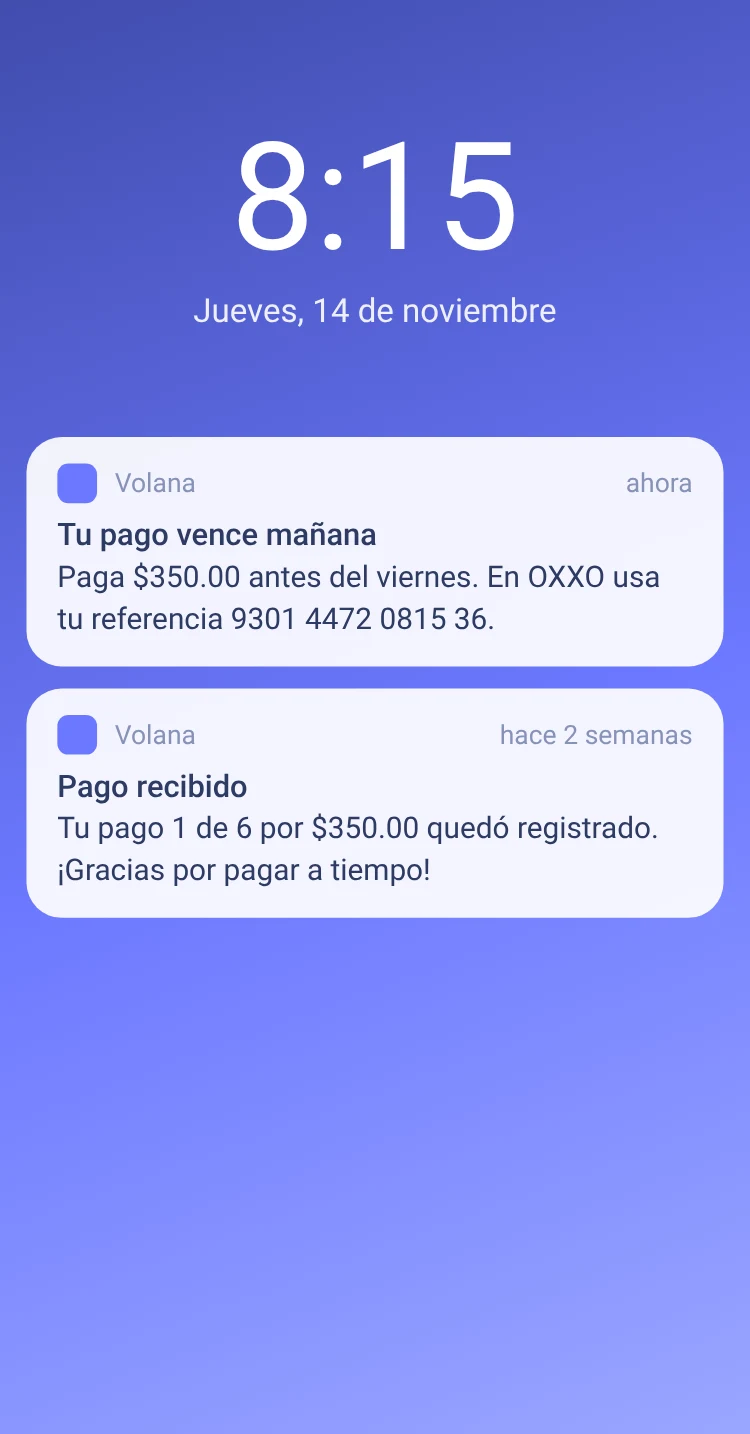 8:15
Jueves, 14 de noviembre
Volana
ahora
Tu pago vence mañana
Paga $350.00 antes del viernes. En OXXO usa
tu referencia 9301 4472 0815 36.
Volana
hace 2 semanas
Pago recibido
Tu pago 1 de 6 por $350.00 quedó registrado.
¡Gracias por pagar a tiempo!